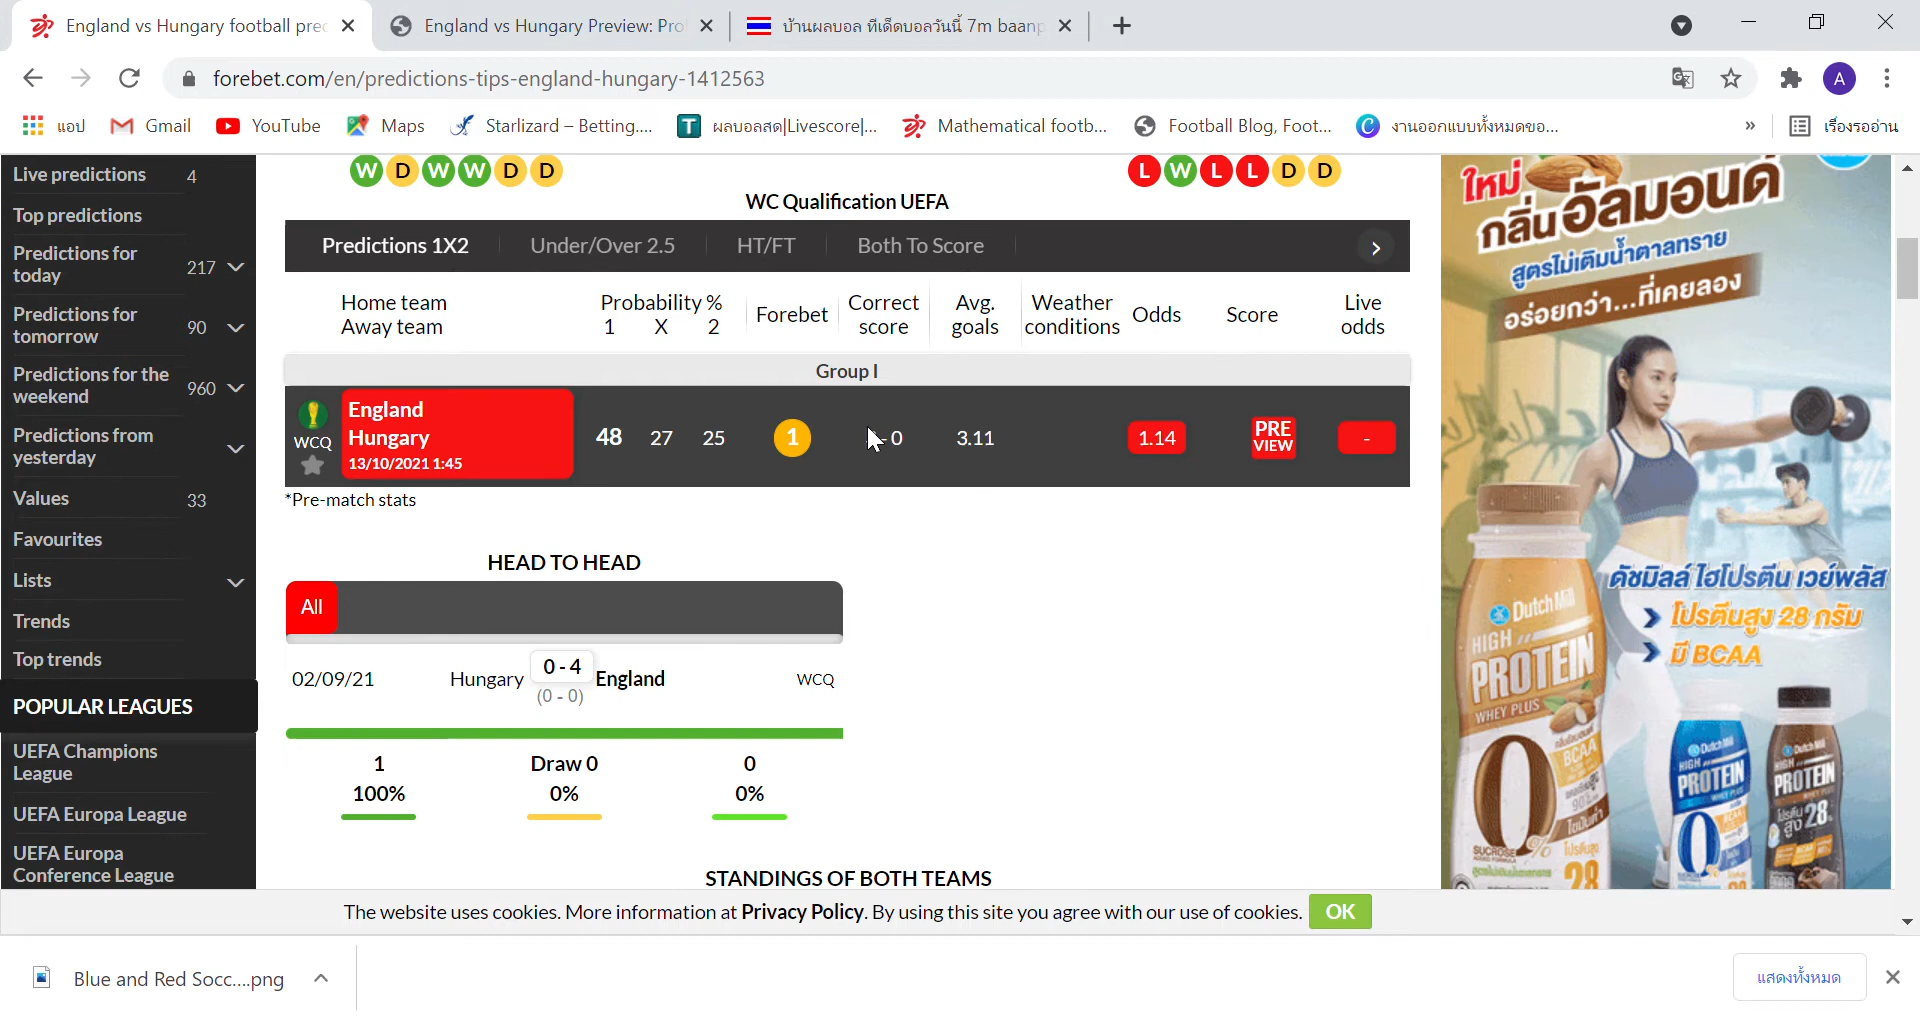 England vs Hungary football pred
England vs Hungary Preview: Pro
บ้านผลบอล ทีเด็ดบอลวันนี้ 7m baanp
forebet.com/en/predictions-tips-england-hungary-1412563
A
แอป
Gmail
YouTube
Maps
Starlizard – Betting....
ผลบอลสด|Livescore|...
Mathematical footb...
Football Blog, Foot...
งานออกแบบทั้งหมดขอ...
»
เรื่องรออ่าน
Live predictions 4
Top predictions
Predictions for today 217
Predictions for tomorrow 90
Predictions for the weekend 960
Predictions from yesterday
Values 33
Favourites
Lists
Trends
Top trends
POPULAR LEAGUES
UEFA Champions League
UEFA Europa League
UEFA Europa Conference League
W D W W D D
L W L L D D
WC Qualification UEFA
Predictions 1X2 Under/Over 2.5 HT/FT Both To Score
Home team
Away team
Probability %
1 X 2
Forebet
Correct score
Avg. goals
Weather conditions
Odds
Score
Live odds
Group I
WCQ
England
Hungary
13/10/2021 1:45
48 27 25 1 - 0 3.11 1.14
PRE
VIEW
-
*Pre-match stats
HEAD TO HEAD
All
02/09/21 Hungary 0 - 4 England WCQ
(0 - 0)
1 Draw 0 0
100% 0% 0%
STANDINGS OF BOTH TEAMS
ใหม่
กลิ่นอัลมอนด์
สูตรไม่เติมน้ำตาลทราย
อร่อยกว่า...ที่เคยลอง
ดัชมิลล์ ไฮโปรตีน เวย์พลัส
โปรตีนสูง 28 กรัม
มี BCAA
Dutch Mill
HIGH
PROTEIN
WHEY PLUS
0%
SUCROSE
BCAA
28
Dutch Mill
HIGH
PROTEIN
Dutch Mill
HIGH
PROTEIN
28
The website uses cookies. More information at Privacy Policy. By using this site you agree with our use of cookies. OK
Blue and Red Socc....png
แสดงทั้งหมด